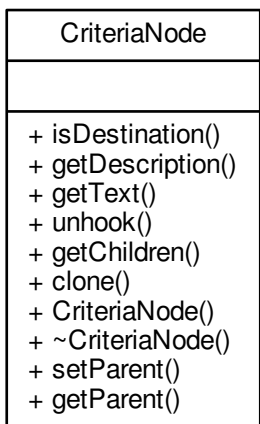 CriteriaNode
+ isDestination()
+ getDescription()
+ getText()
+ unhook()
+ getChildren()
+ clone()
+ CriteriaNode()
+ ~CriteriaNode()
+ setParent()
+ getParent()